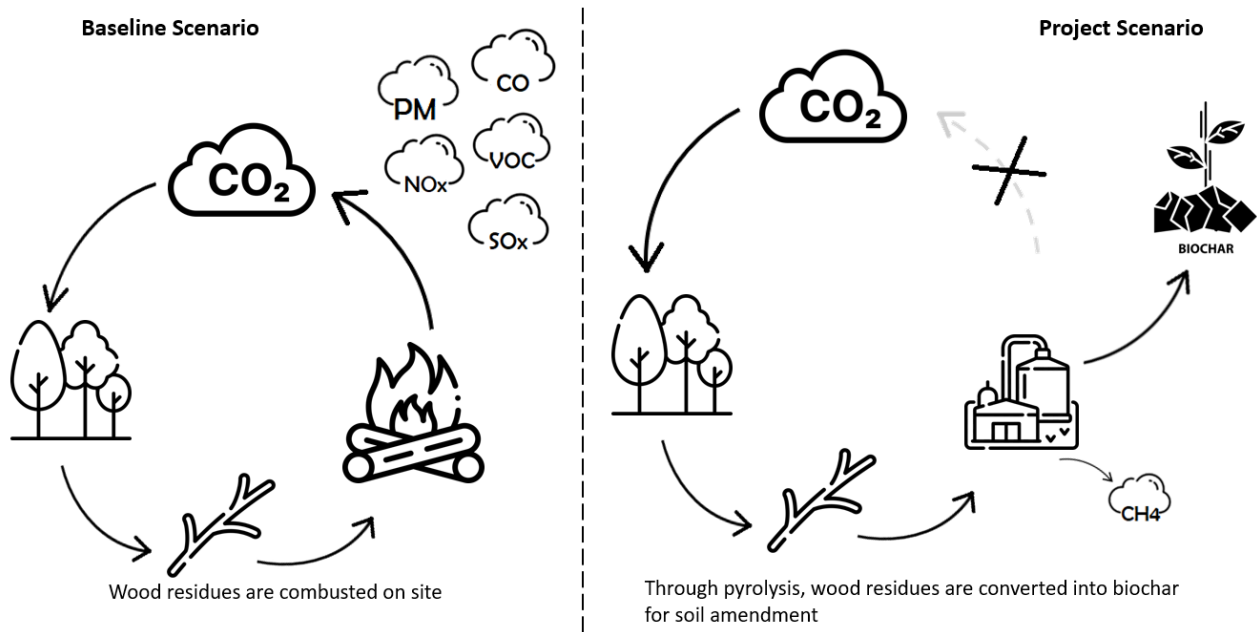 Baseline Scenario
CO
PM
CO₂
NOx
VOC
SOx
Wood residues are combusted on site
Project Scenario
CO₂
BIOCHAR
CH4
Through pyrolysis, wood residues are converted into biochar
for soil amendment